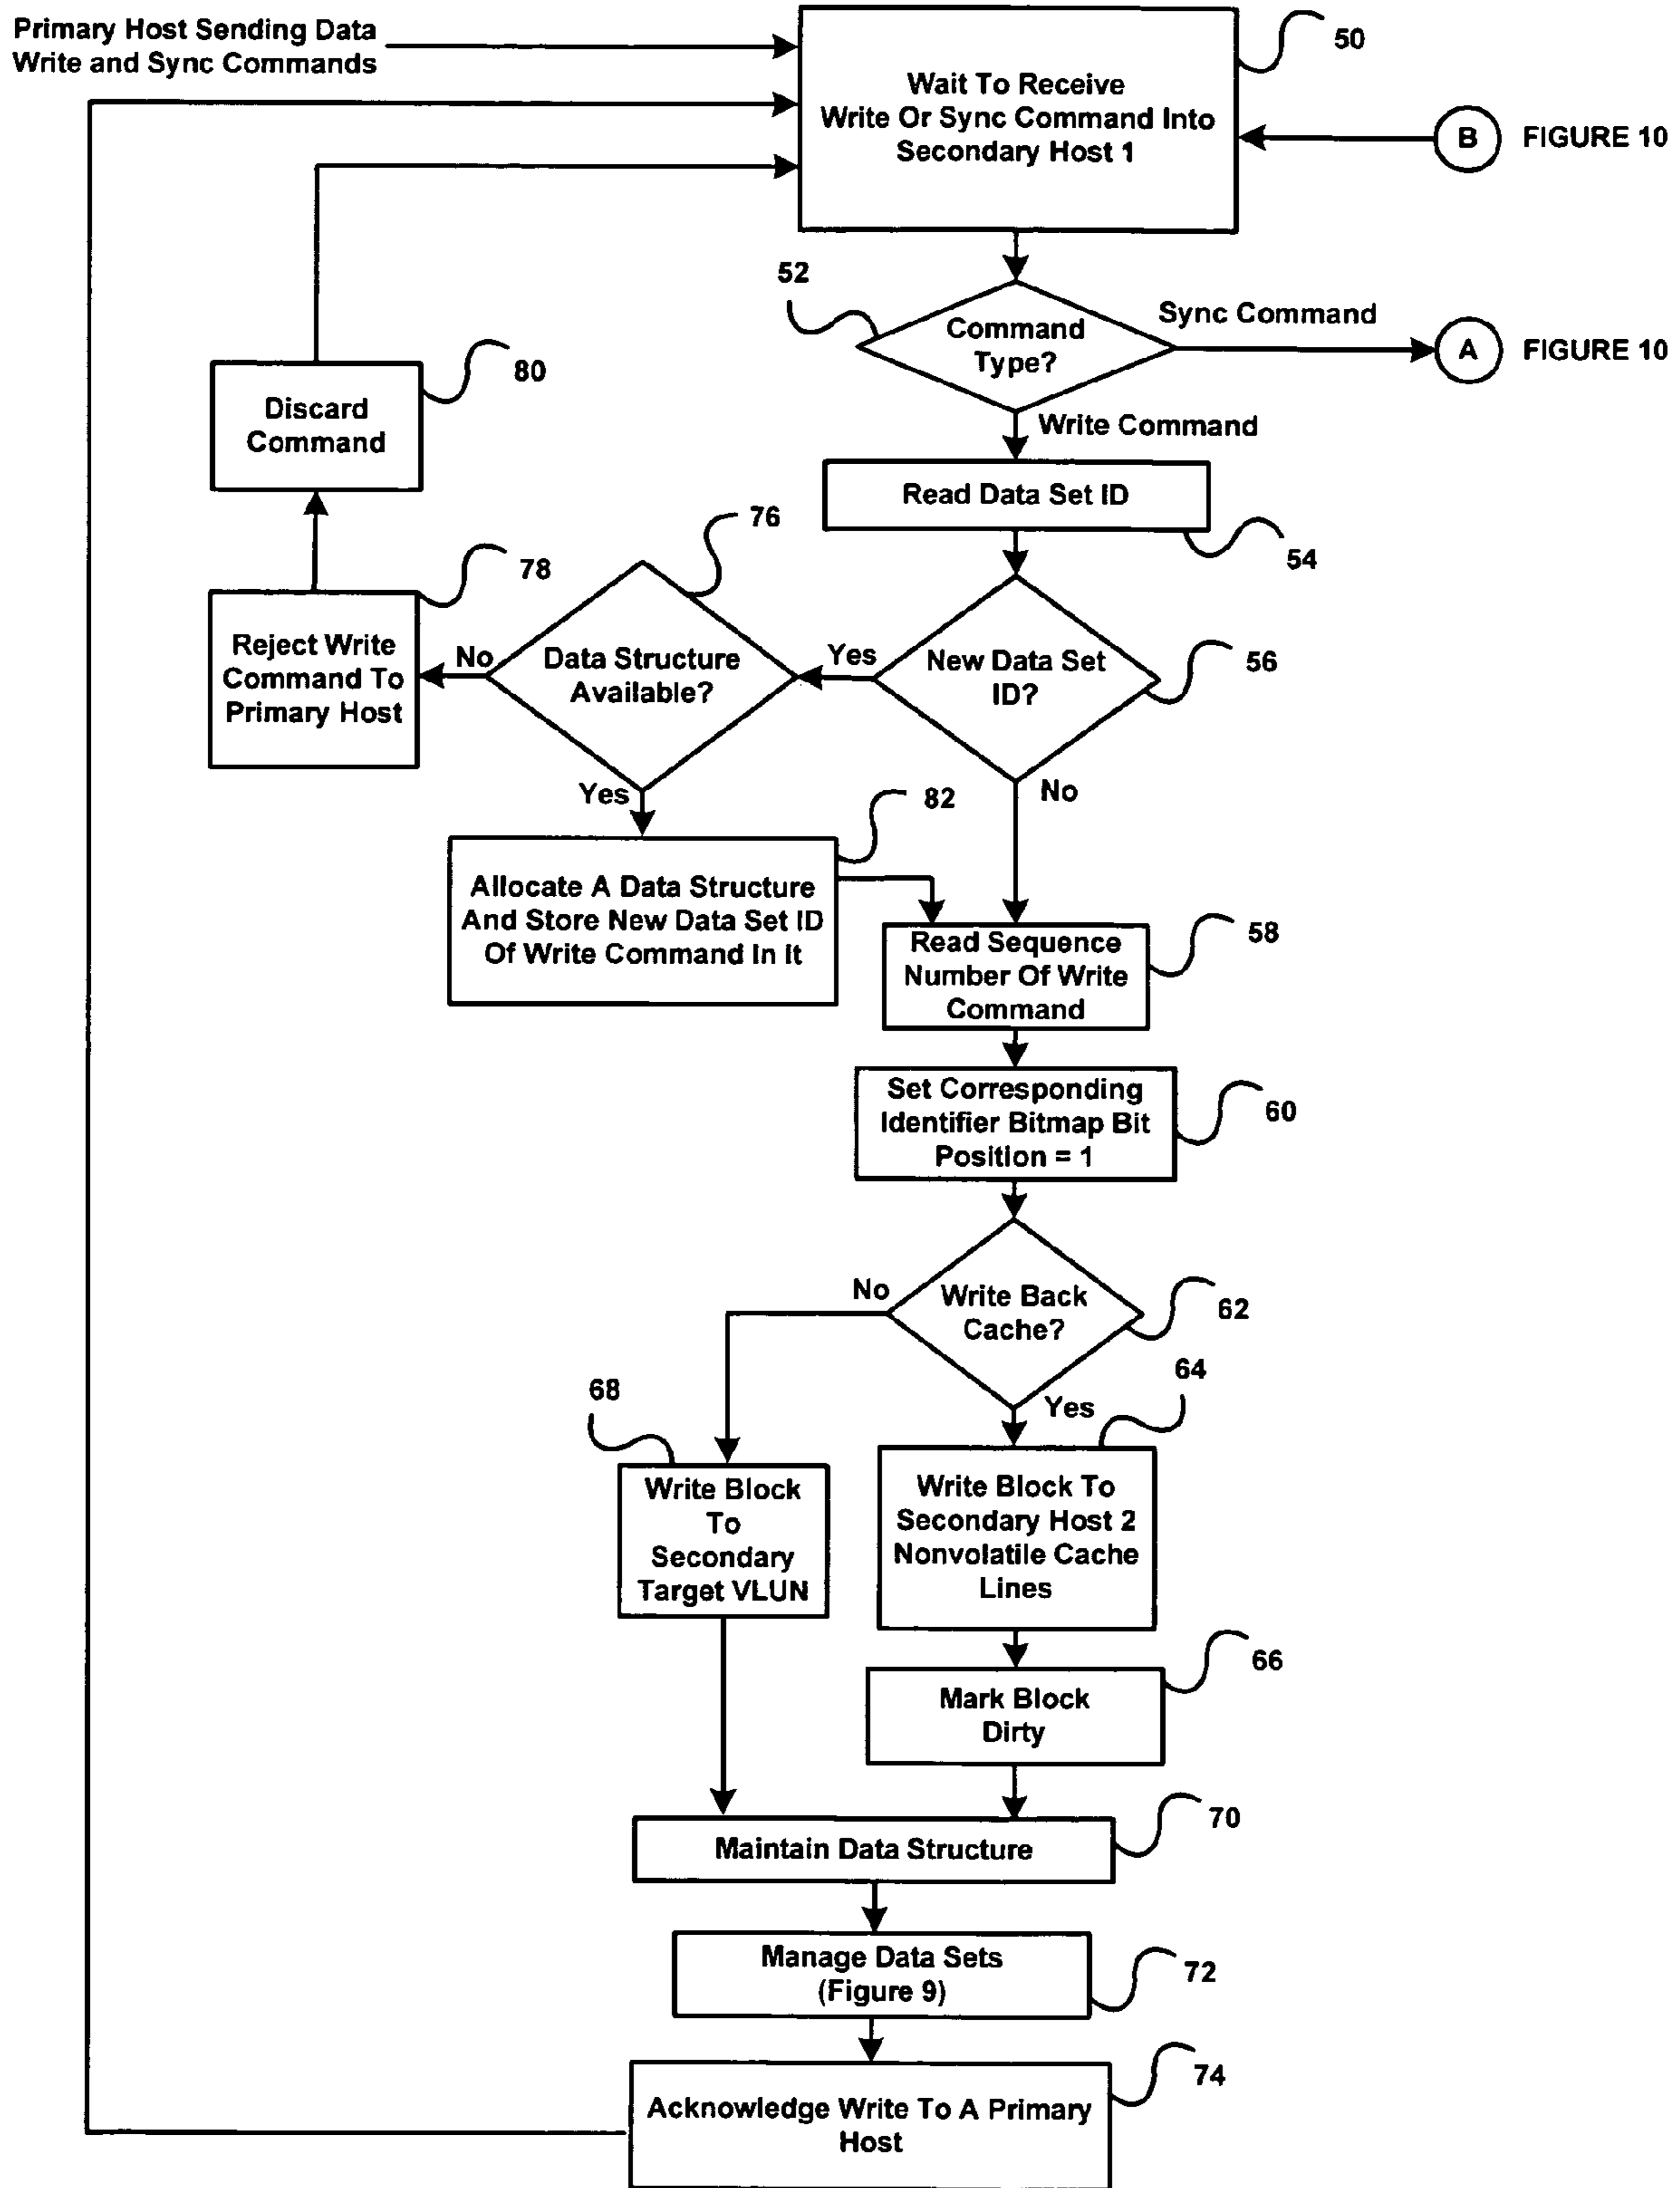 Primary Host Sending Data
Write and Sync Commands
50
Wait To Receive
Write Or Sync Command Into
Secondary Host 1
B
FIGURE 10
52
Command
Type?
Sync Command
A
FIGURE 10
Write Command
80
Discard
Command
Read Data Set ID
54
76
78
Reject Write
Command To
Primary Host
No
Data Structure
Available?
Yes
New Data Set
ID?
56
Yes
No
82
Allocate A Data Structure
And Store New Data Set ID
Of Write Command In It
58
Read Sequence
Number Of Write
Command
Set Corresponding
Identifier Bitmap Bit
Position = 1
60
No
Write Back
Cache?
62
64
Yes
68
Write Block
To
Secondary
Target VLUN
Write Block To
Secondary Host 2
Nonvolatile Cache
Lines
66
Mark Block
Dirty
70
Maintain Data Structure
Manage Data Sets
(Figure 9)
72
74
Acknowledge Write To A Primary
Host